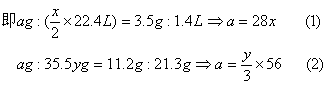 即ag : (x/2 × 22.4L) = 3.5g : 1.4L ⇒ a = 28x (1)
ag : 35.5yg = 11.2g : 21.3g ⇒ a = y/3 × 56 (2)